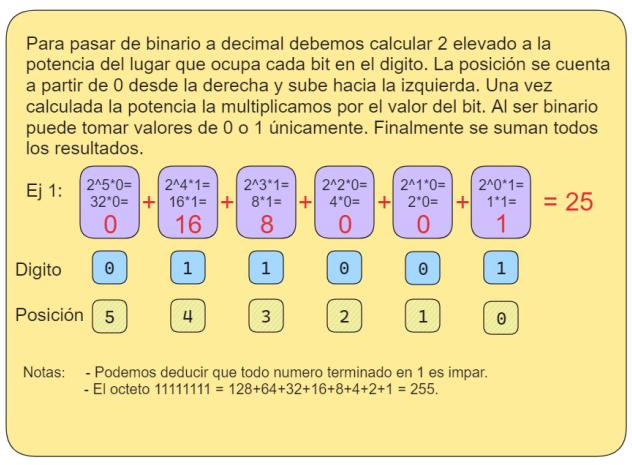 Para pasar de binario a decimal debemos calcular 2 elevado a la
potencia del lugar que ocupa cada bit en el digito. La posición se cuenta
a partir de 0 desde la derecha y sube hacia la izquierda. Una vez
calculada la potencia la multiplicamos por el valor del bit. Al ser binario
puede tomar valores de 0 o 1 únicamente. Finalmente se suman todos
los resultados.
Ej 1:
2^5*0= 2^4*1= 2^3*1= 2^2*0= 2^1*0= 2^0*1=
32*0= 16*1= 8*1= 4*0= 2*0= 1*1=
0 + 16 + 8 + 0 + 0 + 1 = 25
Digito 0 1 1 0 0 1
Posición 5 4 3 2 1 0
Notas: - Podemos deducir que todo numero terminado en 1 es impar.
- El octeto 11111111 = 128+64+32+16+8+4+2+1 = 255.